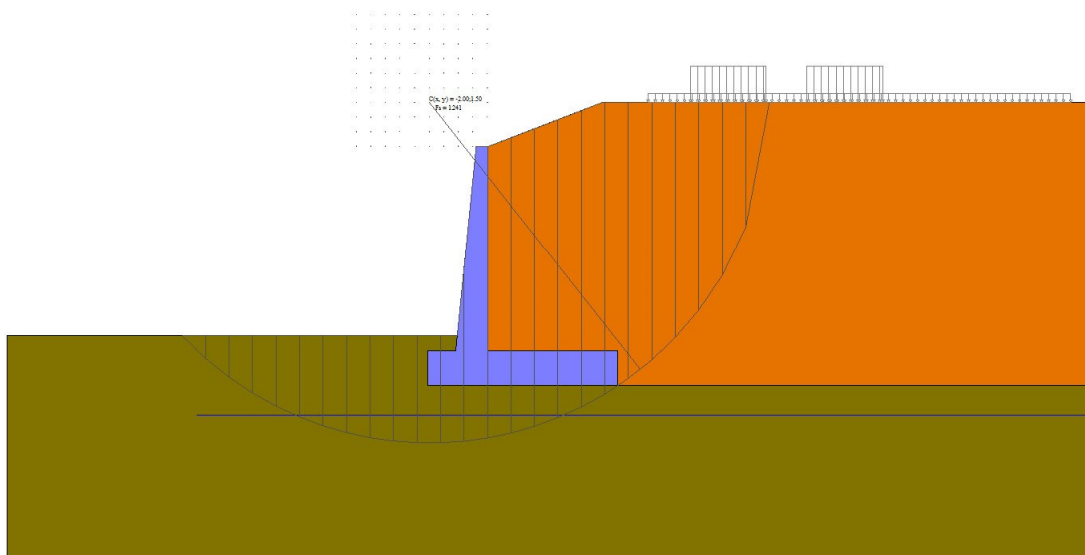 C(x, y) = -2.00;1.50
Fs = 1.241